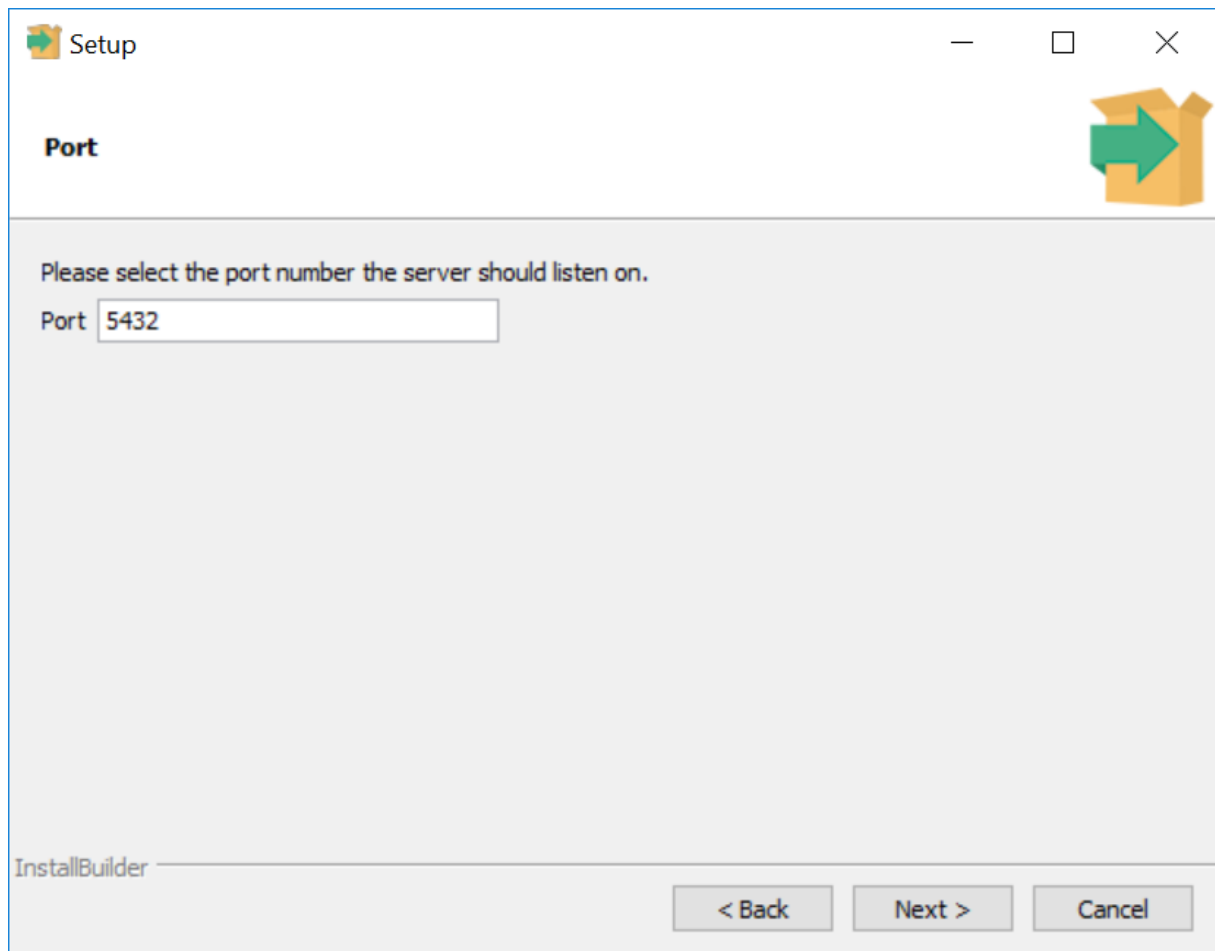 Setup
Port
Please select the port number the server should listen on.
Port 5432
InstallBuilder
< Back Next > Cancel